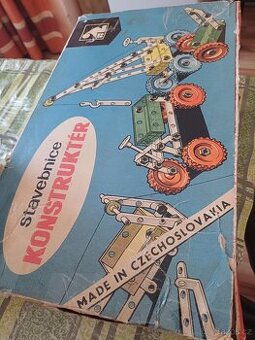 Stavebnice
KONSTRUKTÉR
MADE IN CZECHOSLOVAKIA